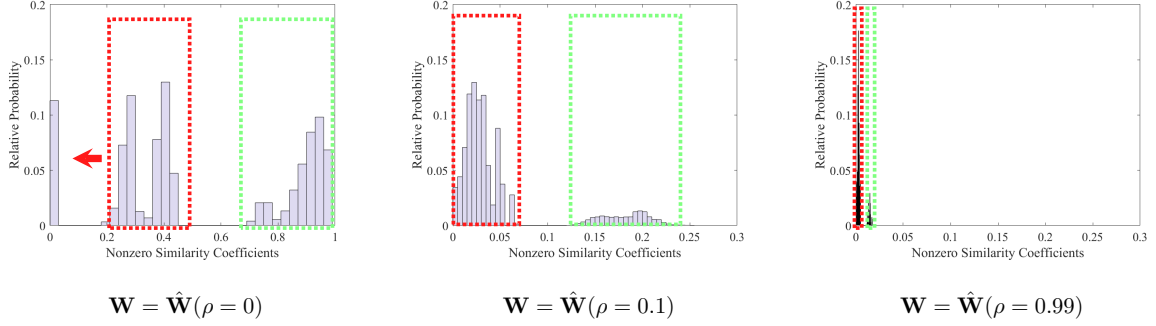 0.2
0.15
0.1
0.05
0
0 0.2 0.4 0.6 0.8 1
Relative Probability
Nonzero Similarity Coefficients
W = Ŵ(ρ = 0)
0.2
0.15
0.1
0.05
0
0 0.05 0.1 0.15 0.2 0.25 0.3
Relative Probability
Nonzero Similarity Coefficients
W = Ŵ(ρ = 0.1)
0.2
0.15
0.1
0.05
0
0 0.05 0.1 0.15 0.2 0.25 0.3
Relative Probability
Nonzero Similarity Coefficients
W = Ŵ(ρ = 0.99)